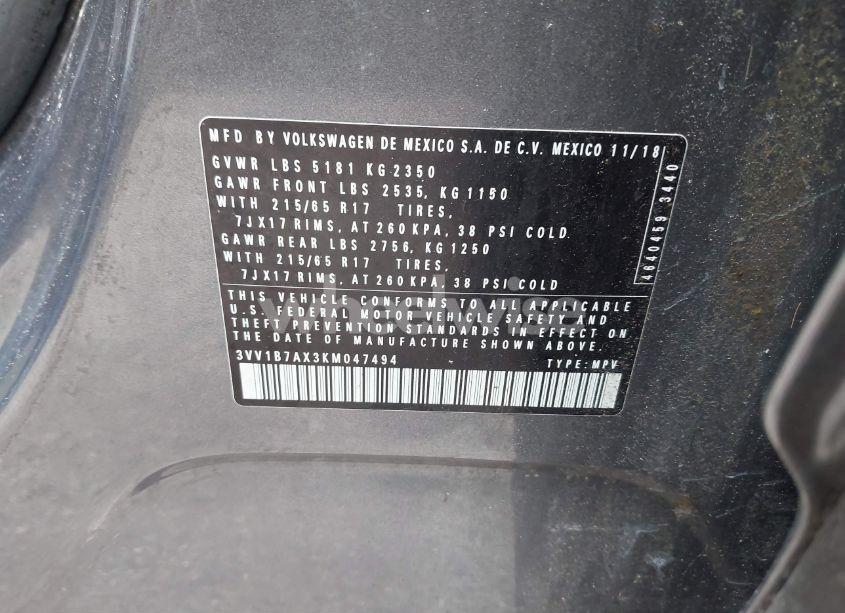 MFD BY VOLKSWAGEN DE MEXICO S.A. DE C.V. MEXICO 11/18
GVWR LBS 5181 KG 2350
GAWR FRONT LBS 2535, KG 1150
WITH 215/65 R17 TIRES,
7JX17 RIMS, AT 260 KPA, 38 PSI COLD
GAWR REAR LBS 2756, KG 1250
WITH 215/65 R17 TIRES,
7JX17 RIMS, AT 260 KPA, 38 PSI COLD
THIS VEHICLE CONFORMS TO ALL APPLICABLE
U.S. FEDERAL MOTOR VEHICLE SAFETY AND
THEFT PREVENTION STANDARDS IN EFFECT ON
THE DATE OF MANUFACTURE SHOWN ABOVE.
3VV1B7AX3KM047494 TYPE: MPV
4640459 3440